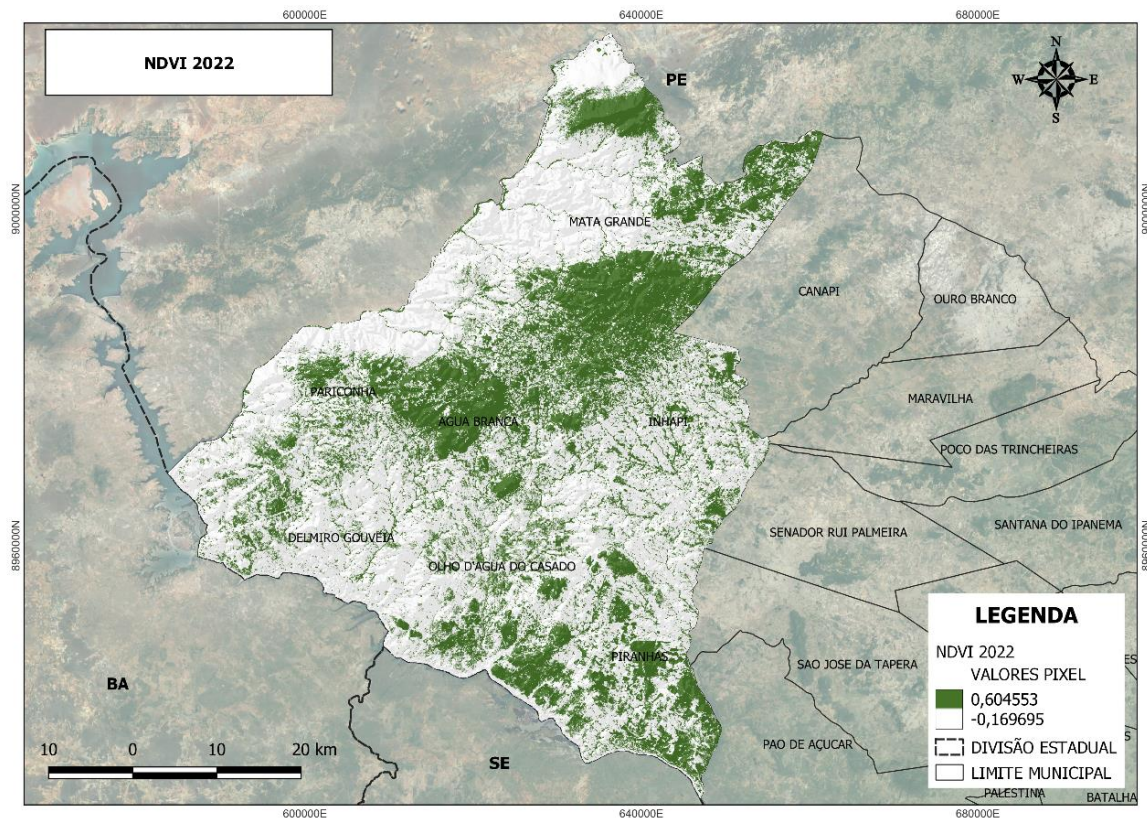 600000E
640000E
680000E
NDVI 2022
PE
N
W
E
S
9000000N
9000000N
MATA GRANDE
CANAPI
OURO BRANCO
PARICONHA
MARAVILHA
AGUA BRANCA
INHAPI
POCO DAS TRINCHEIRAS
SENADOR RUI PALMEIRA
SANTANA DO IPANEMA
8960000N
8960000N
DELMIRO GOUVEIA
OLHO D'AGUA DO CASADO
PIRANHAS
SAO JOSE DA TAPERA
BA
SE
PAO DE AÇUCAR
LEGENDA
NDVI 2022
VALORES PIXEL
0,604553
-0,169695
DIVISÃO ESTADUAL
LIMITE MUNICIPAL
PALESTINA
BATALHA
10 0 10 20 km
600000E
640000E
680000E